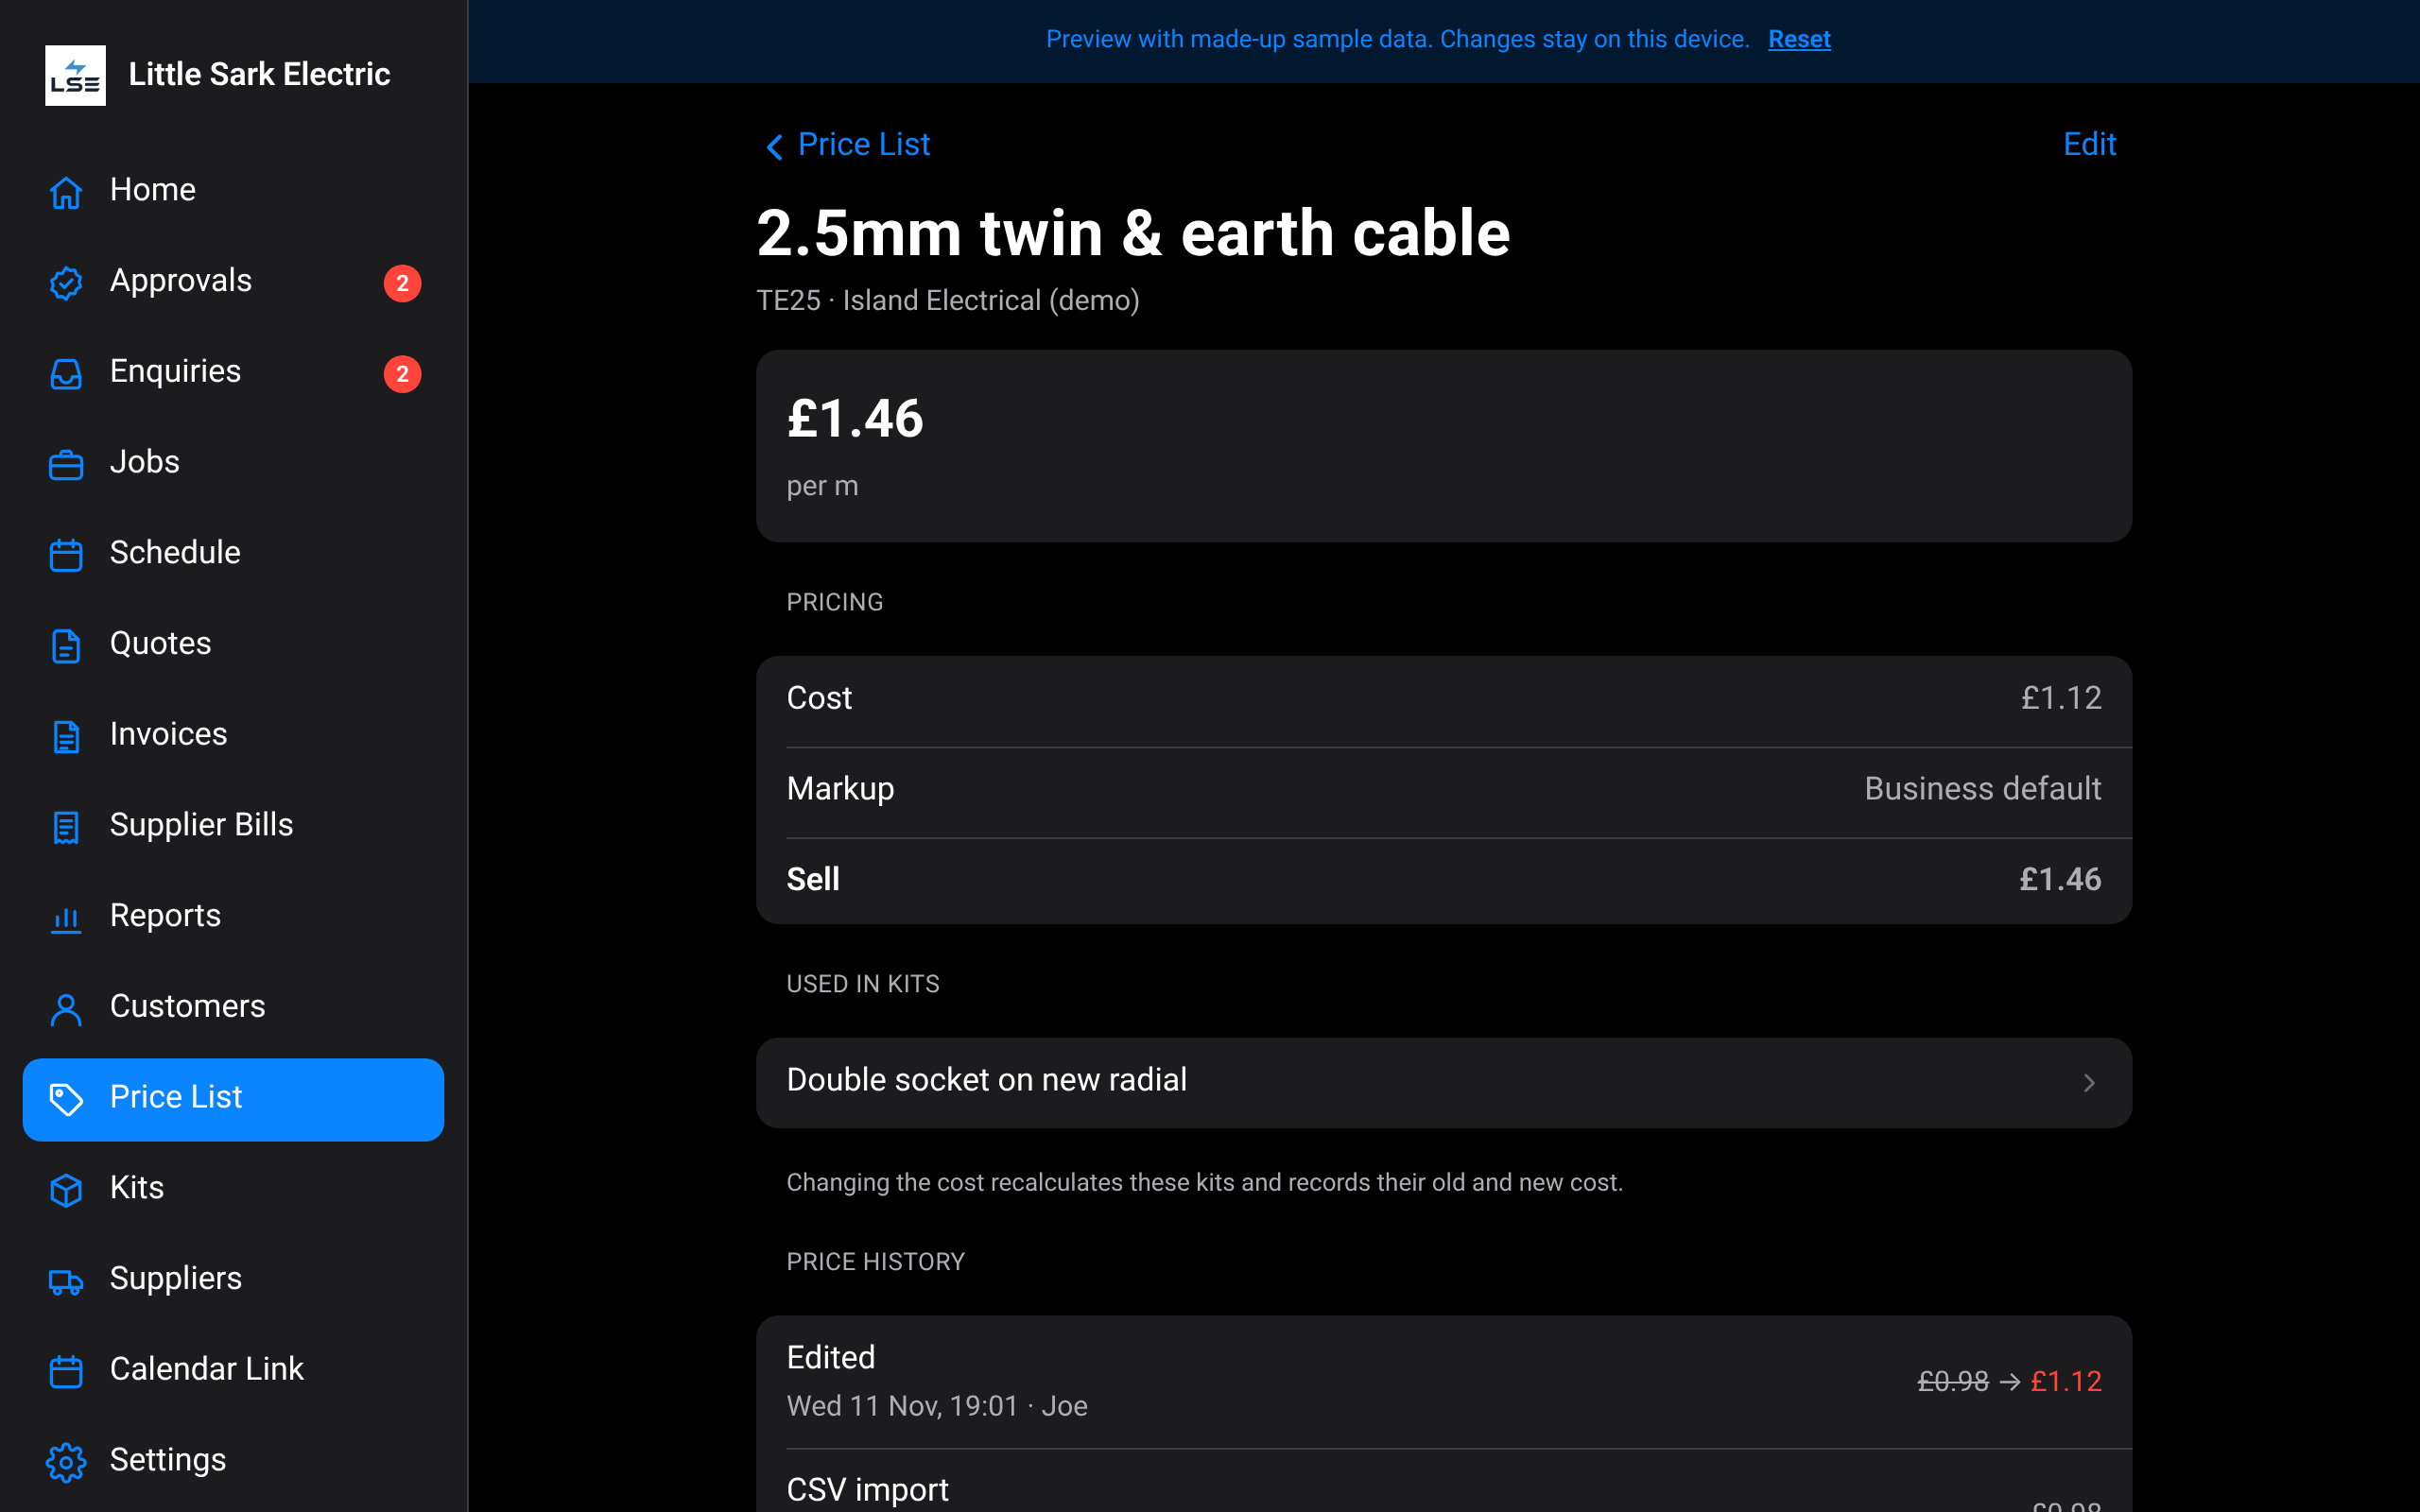 LSE
Little Sark Electric
Home
Approvals 2
Enquiries 2
Jobs
Schedule
Quotes
Invoices
Supplier Bills
Reports
Customers
Price List
Kits
Suppliers
Calendar Link
Settings
Preview with made-up sample data. Changes stay on this device. Reset
Price List
Edit
2.5mm twin & earth cable
TE25 · Island Electrical (demo)
£1.46
per m
PRICING
Cost £1.12
Markup Business default
Sell £1.46
USED IN KITS
Double socket on new radial
Changing the cost recalculates these kits and records their old and new cost.
PRICE HISTORY
Edited
£0.98 → £1.12
Wed 11 Nov, 19:01 · Joe
CSV import
£0.98